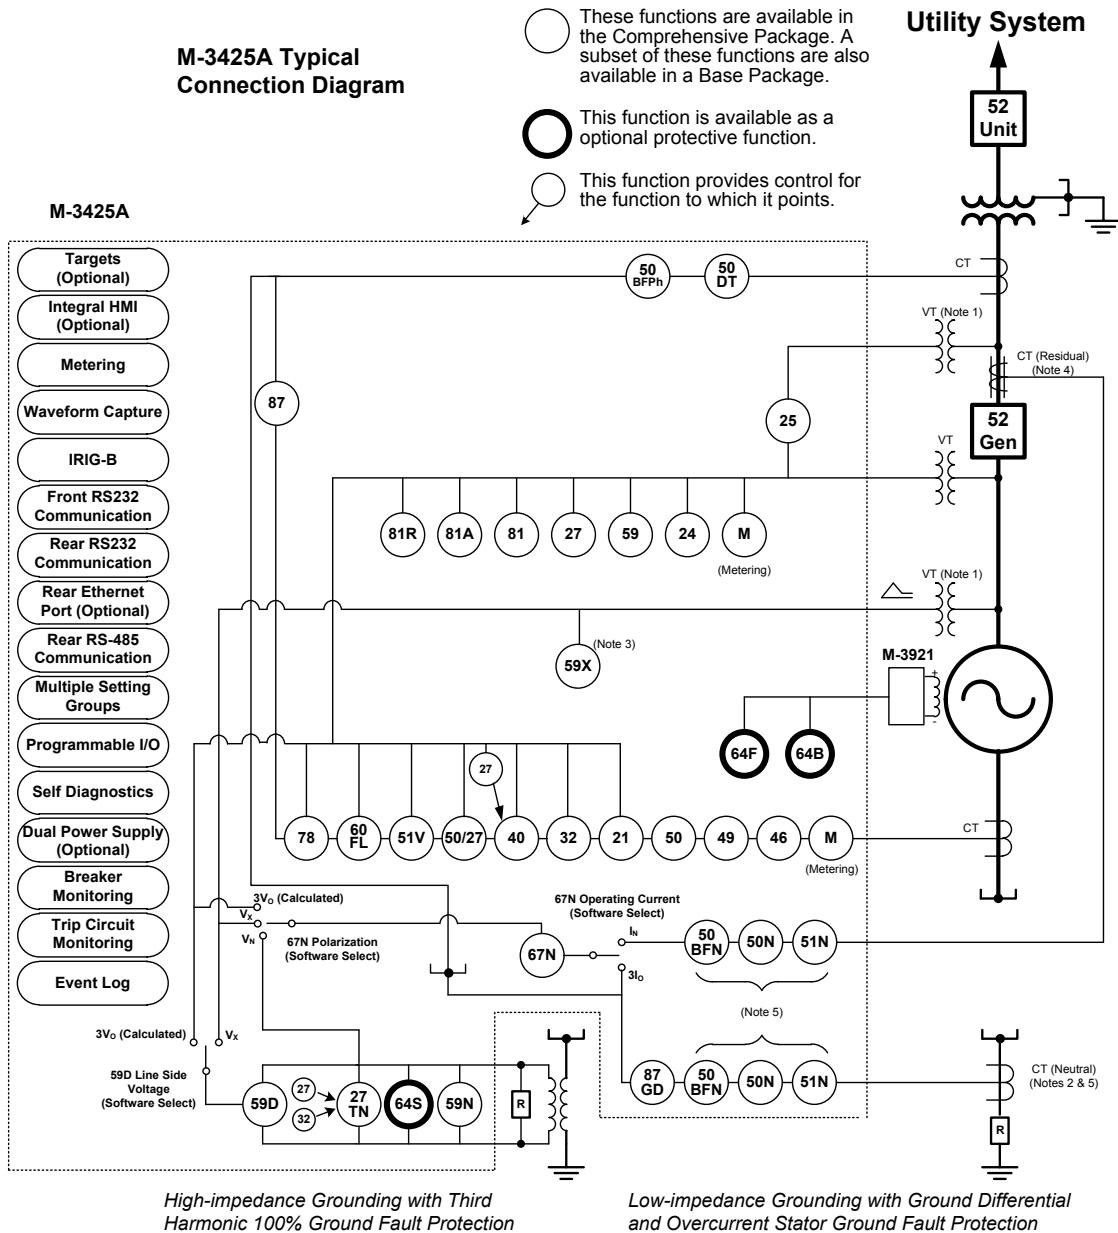 M-3425A Typical
Connection Diagram
These functions are available in
the Comprehensive Package. A
subset of these functions are also
available in a Base Package.
This function is available as a
optional protective function.
This function provides control for
the function to which it points.
Utility System
52
Unit
M-3425A
Targets
(Optional)
Integral HMI
(Optional)
Metering
Waveform Capture
IRIG-B
Front RS232
Communication
Rear RS232
Communication
Rear Ethernet
Port (Optional)
Rear RS-485
Communication
Multiple Setting
Groups
Programmable I/O
Self Diagnostics
Dual Power Supply
(Optional)
Breaker
Monitoring
Trip Circuit
Monitoring
Event Log
50
BFPh
50
DT
CT
VT (Note 1)
CT (Residual)
(Note 4)
87
25
52
Gen
VT
81R
81A
81
27
59
24
M
(Metering)
VT (Note 1)
59X
(Note 3)
M-3921
+
-
64F
64B
27
78
60
FL
51V
50/27
40
32
21
50
49
46
M
(Metering)
CT
3VO (Calculated)
VX
VN
67N Polarization
(Software Select)
67N Operating Current
(Software Select)
67N
IN
3IO
50
BFN
50N
51N
(Note 5)
3VO (Calculated)
VX
59D Line Side
Voltage
(Software Select)
59D
27
32
27
TN
64S
59N
R
87
GD
50
BFN
50N
51N
CT (Neutral)
(Notes 2 & 5)
R
High-impedance Grounding with Third
Harmonic 100% Ground Fault Protection
Low-impedance Grounding with Ground Differential
and Overcurrent Stator Ground Fault Protection